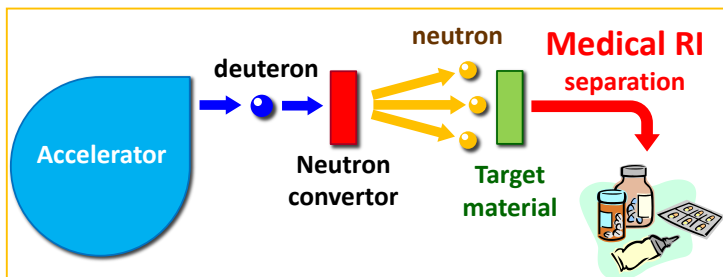 Accelerator
deuteron
Neutron
convertor
neutron
Target
material
Medical RI
separation